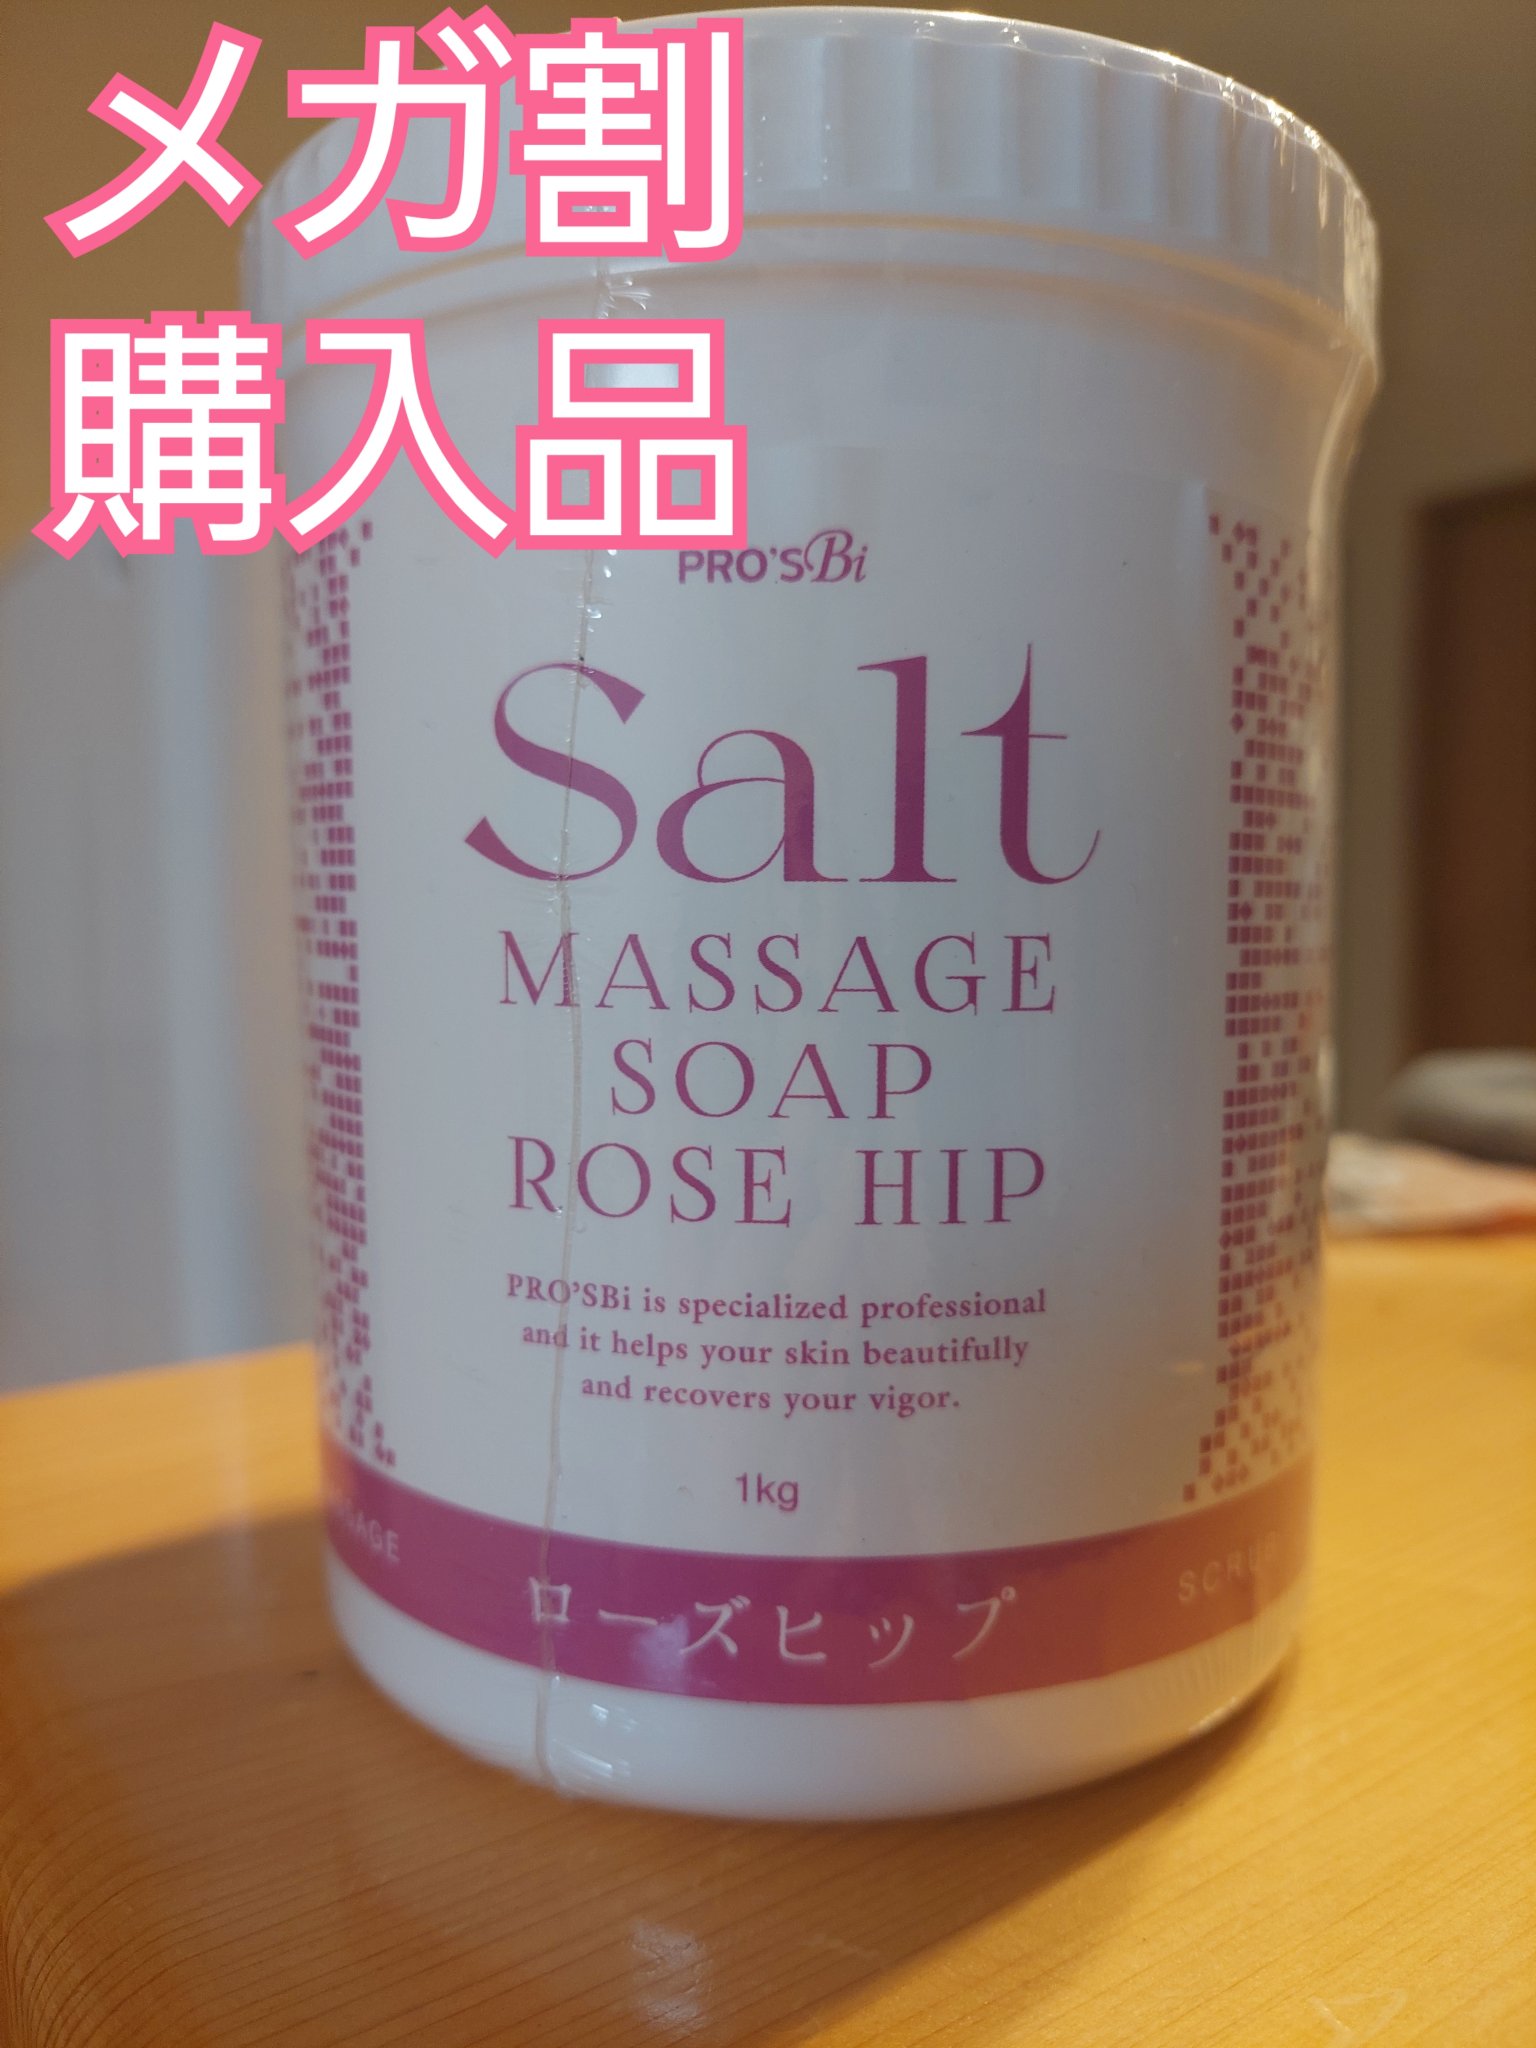 メガ割
購入品
PRO'SBi
Salt
MASSAGE
SOAP
ROSE HIP
PRO'SBi is specialized professional
and it helps your skin beautifully
and recovers your vigor.
1kg
ローズヒップ